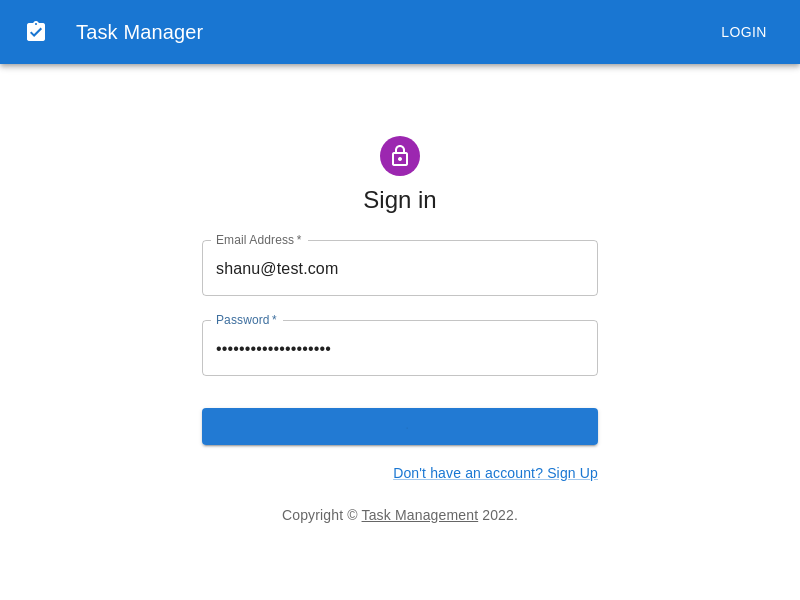 Task Manager
LOGIN
Sign in
Email Address *
shanu@test.com
Password *
••••••••••••••••••••
Don't have an account? Sign Up
Copyright © Task Management 2022.